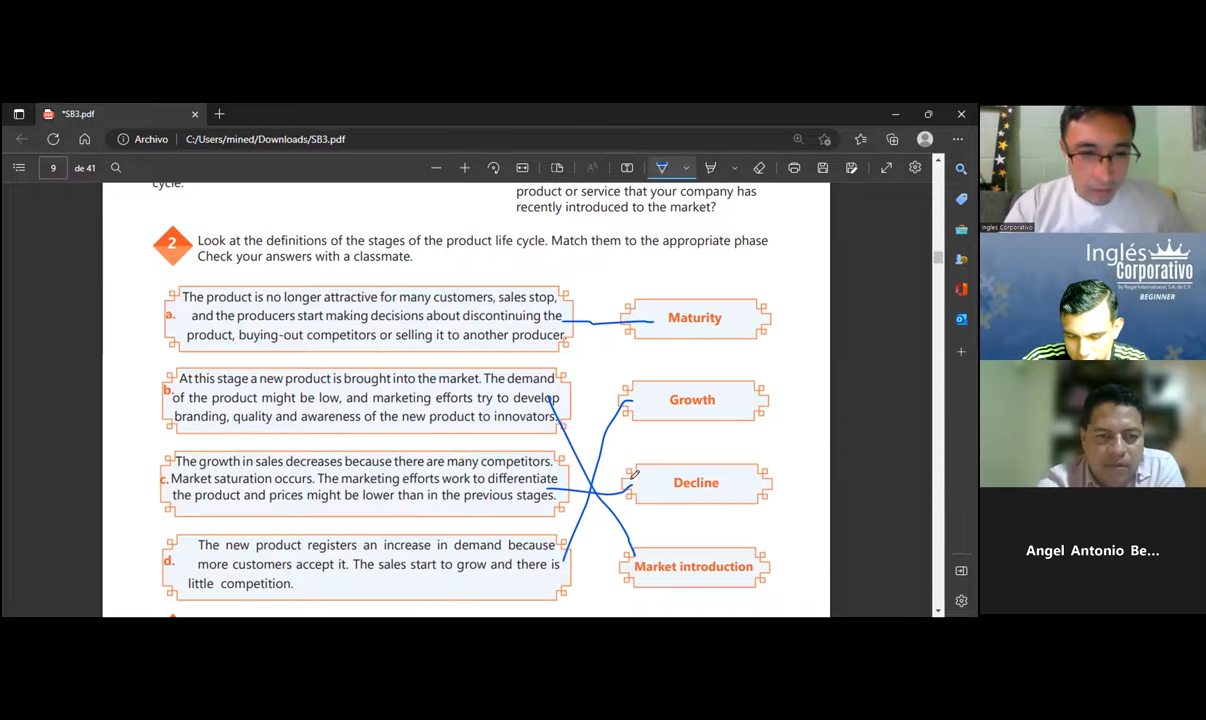 *SB3.pdf
Archivo
C:/Users/mined/Downloads/SB3.pdf
9
de 41
cycle.
product or service that your company has
recently introduced to the market?
2
Look at the definitions of the stages of the product life cycle. Match them to the appropriate phase
Check your answers with a classmate.
a.
The product is no longer attractive for many customers, sales stop,
and the producers start making decisions about discontinuing the
product, buying-out competitors or selling it to another producer.
Maturity
b.
At this stage a new product is brought into the market. The demand
of the product might be low, and marketing efforts try to develop
branding, quality and awareness of the new product to innovators.
Growth
c.
The growth in sales decreases because there are many competitors.
Market saturation occurs. The marketing efforts work to differentiate
the product and prices might be lower than in the previous stages.
Decline
d.
The new product registers an increase in demand because
more customers accept it. The sales start to grow and there is
little competition.
Market introduction
Ingles Corporativo
Inglés
Corporativo
By Regal International, S.A. de C.V.
BEGINNER
Angel Antonio Be...